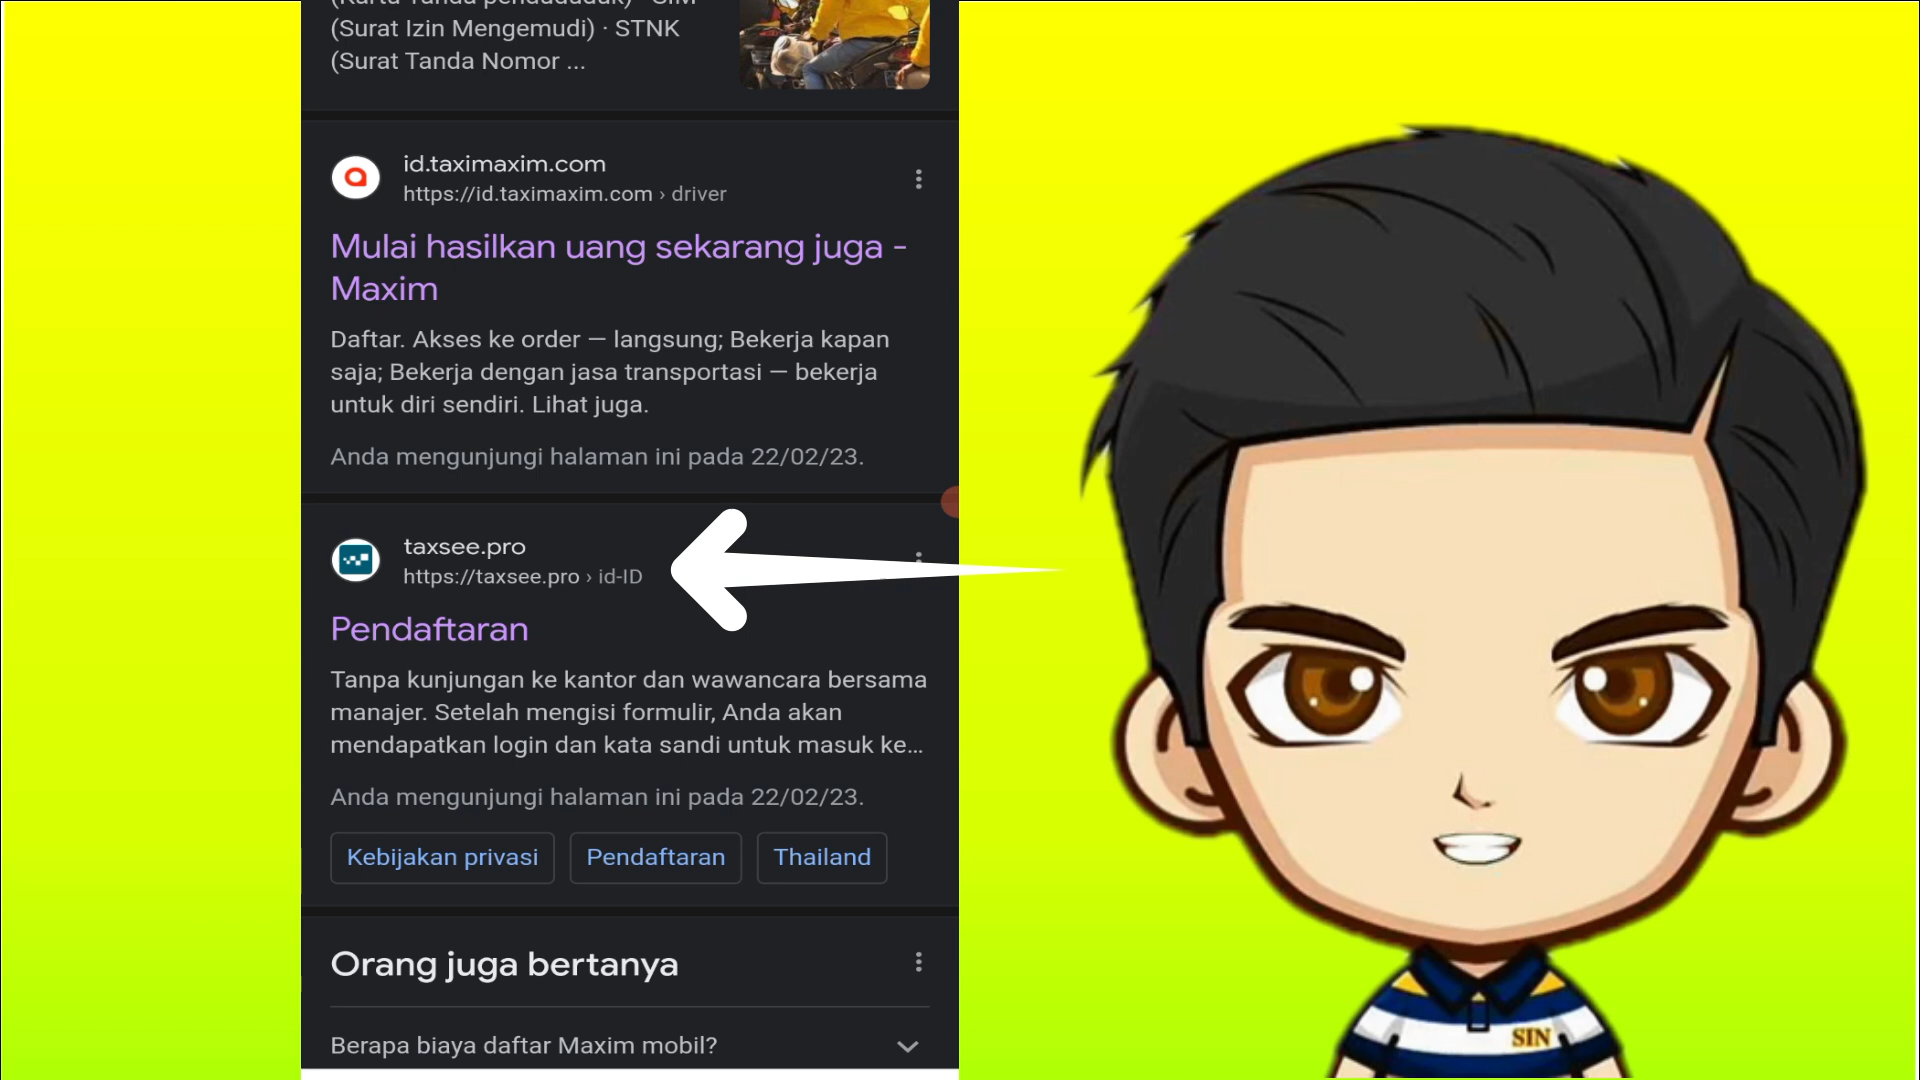 (Surat Izin Mengemudi) · STNK
(Surat Tanda Nomor ...
id.taximaxim.com
https://id.taximaxim.com › driver
Mulai hasilkan uang sekarang juga -
Maxim
Daftar. Akses ke order — langsung; Bekerja kapan
saja; Bekerja dengan jasa transportasi — bekerja
untuk diri sendiri. Lihat juga.
Anda mengunjungi halaman ini pada 22/02/23.
taxsee.pro
https://taxsee.pro › id-ID
Pendaftaran
Tanpa kunjungan ke kantor dan wawancara bersama
manajer. Setelah mengisi formulir, Anda akan
mendapatkan login dan kata sandi untuk masuk ke...
Anda mengunjungi halaman ini pada 22/02/23.
Kebijakan privasi
Pendaftaran
Thailand
Orang juga bertanya
Berapa biaya daftar Maxim mobil?
SIN